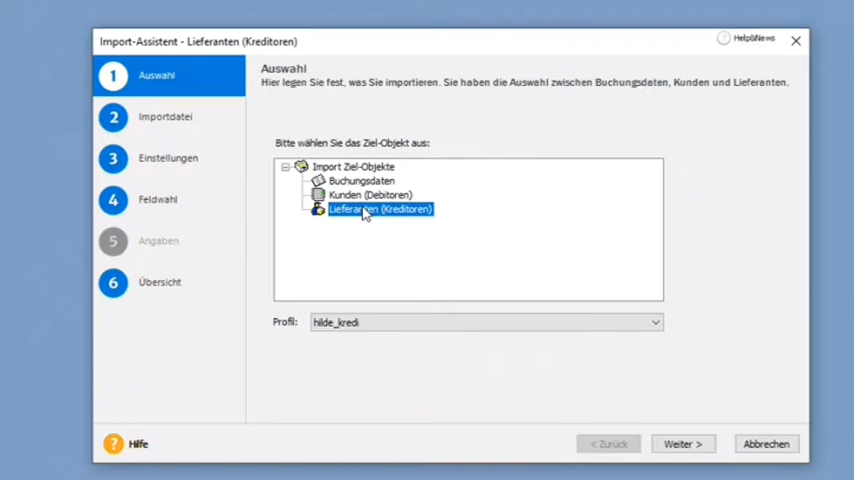 Import-Assistent - Lieferanten (Kreditoren)
Help&News
1 Auswahl
2 Importdatei
3 Einstellungen
4 Feldwahl
5 Angaben
6 Übersicht
Auswahl
Hier legen Sie fest, was Sie importieren. Sie haben die Auswahl zwischen Buchungsdaten, Kunden und Lieferanten.
Bitte wählen Sie das Ziel-Objekt aus:
Import Ziel-Objekte
Buchungsdaten
Kunden (Debitoren)
Lieferanten (Kreditoren)
Profil: hilde_kredi
? Hilfe
< Zurück
Weiter >
Abbrechen